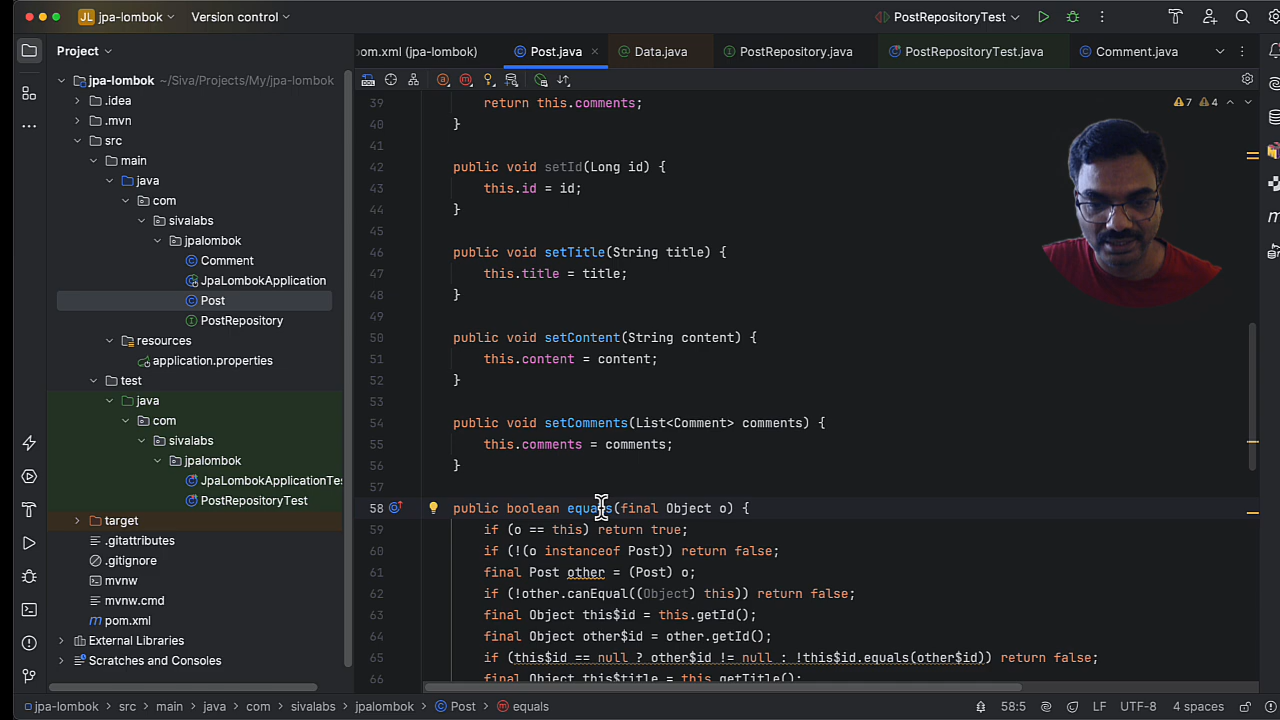 JL jpa-lombok Version control PostRepositoryTest
Project
om.xml (jpa-lombok) Post.java Data.java PostRepository.java PostRepositoryTest.java Comment.java
jpa-lombok ~/Siva/Projects/My/jpa-lombok
.idea
.mvn
src
main
java
com
sivalabs
jpalombok
Comment
JpaLombokApplication
Post
PostRepository
resources
application.properties
test
java
com
sivalabs
jpalombok
JpaLombokApplicationTe
PostRepositoryTest
target
.gitattributes
.gitignore
mvnw
mvnw.cmd
pom.xml
External Libraries
Scratches and Consoles
7 4
39 return this.comments;
40 }
41
42 public void setId(Long id) {
43 this.id = id;
44 }
45
46 public void setTitle(String title) {
47 this.title = title;
48 }
49
50 public void setContent(String content) {
51 this.content = content;
52 }
53
54 public void setComments(List<Comment> comments) {
55 this.comments = comments;
56 }
57
58 public boolean equals(final Object o) {
59 if (o == this) return true;
60 if (!(o instanceof Post)) return false;
61 final Post other = (Post) o;
62 if (!other.canEqual((Object) this)) return false;
63 final Object this$id = this.getId();
64 final Object other$id = other.getId();
65 if (this$id == null ? other$id != null : !this$id.equals(other$id)) return false;
66 final Object this$title = this.getTitle();
jpa-lombok > src > main > java > com > sivalabs > jpalombok > Post > equals 58:5 LF UTF-8 4 spaces